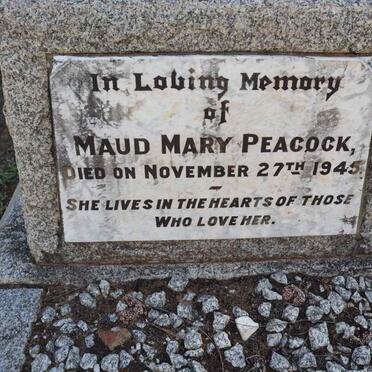 In Loving Memory
of
MAUD MARY PEACOCK,
DIED ON NOVEMBER 27TH 1945.
–
SHE LIVES IN THE HEARTS OF THOSE
WHO LOVE HER.